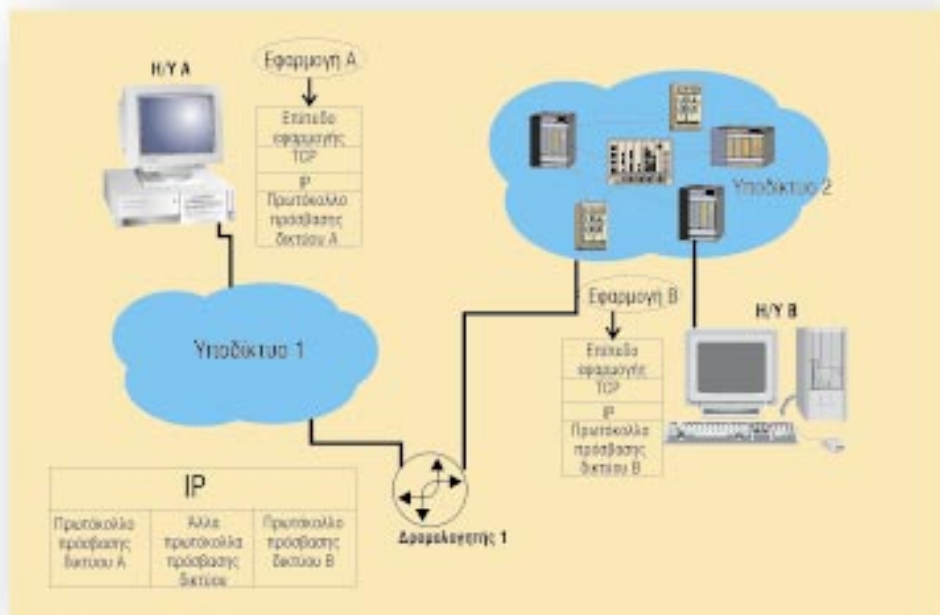 Η/Υ Α
Εφαρμογή Α
Επίπεδο
εφαρμογής
TCP
IP
Πρωτόκολλο
πρόσβασης
δικτύου Α
Υποδίκτυο 2
Υποδίκτυο 1
Εφαρμογή Β
Επίπεδο
εφαρμογής
TCP
IP
Πρωτόκολλο
πρόσβασης
δικτύου Β
Η/Υ Β
IP
Πρωτόκολλο
πρόσβασης
δικτύου Α
Άλλα
πρωτόκολλα
πρόσβασης
δικτύου
Πρωτόκολλο
πρόσβασης
δικτύου Β
Δρομολογητής 1